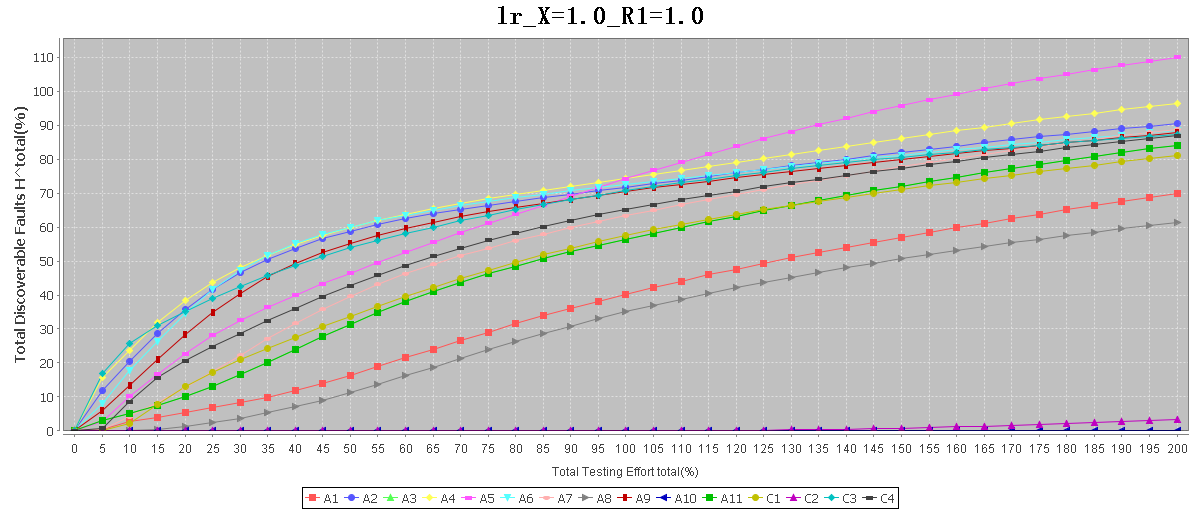 lr_X=1.0_R1=1.0
Total Discoverable Faults H^total(%)
110
100
90
80
70
60
50
40
30
20
10
0
0 5 10 15 20 25 30 35 40 45 50 55 60 65 70 75 80 85 90 95 100 105 110 115 120 125 130 135 140 145 150 155 160 165 170 175 180 185 190 195 200
Total Testing Effort total(%)
A1 A2 A3 A4 A5 A6 A7 A8 A9 A10 A11 C1 C2 C3 C4